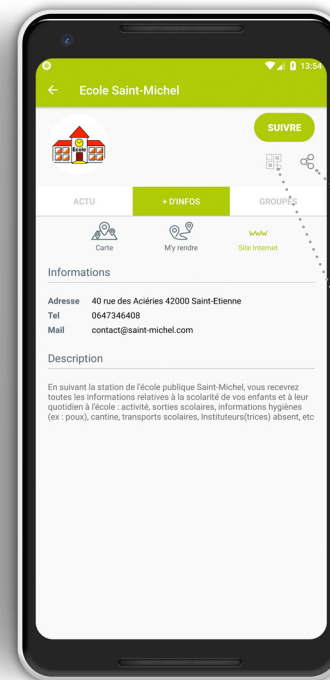 13:54
Ecole Saint-Michel
Ecole
SUIVRE
ACTU
+ D'INFOS
GROUPES
Carte
M'y rendre
www
Site Internet
Informations
Adresse 40 rue des Aciéries 42000 Saint-Etienne
Tel 0647346408
Mail contact@saint-michel.com
Description
En suivant la station de l'école publique Saint-Michel, vous recevrez
toutes les informations relatives à la scolarité de vos enfants et à leur
quotidien à l'école : activité, sorties scolaires, informations hygiènes
(ex : poux), cantine, transports scolaires, Instituteurs(trices) absent, etc